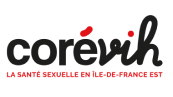 corévih
LA SANTÉ SEXUELLE EN ÎLE-DE-FRANCE EST